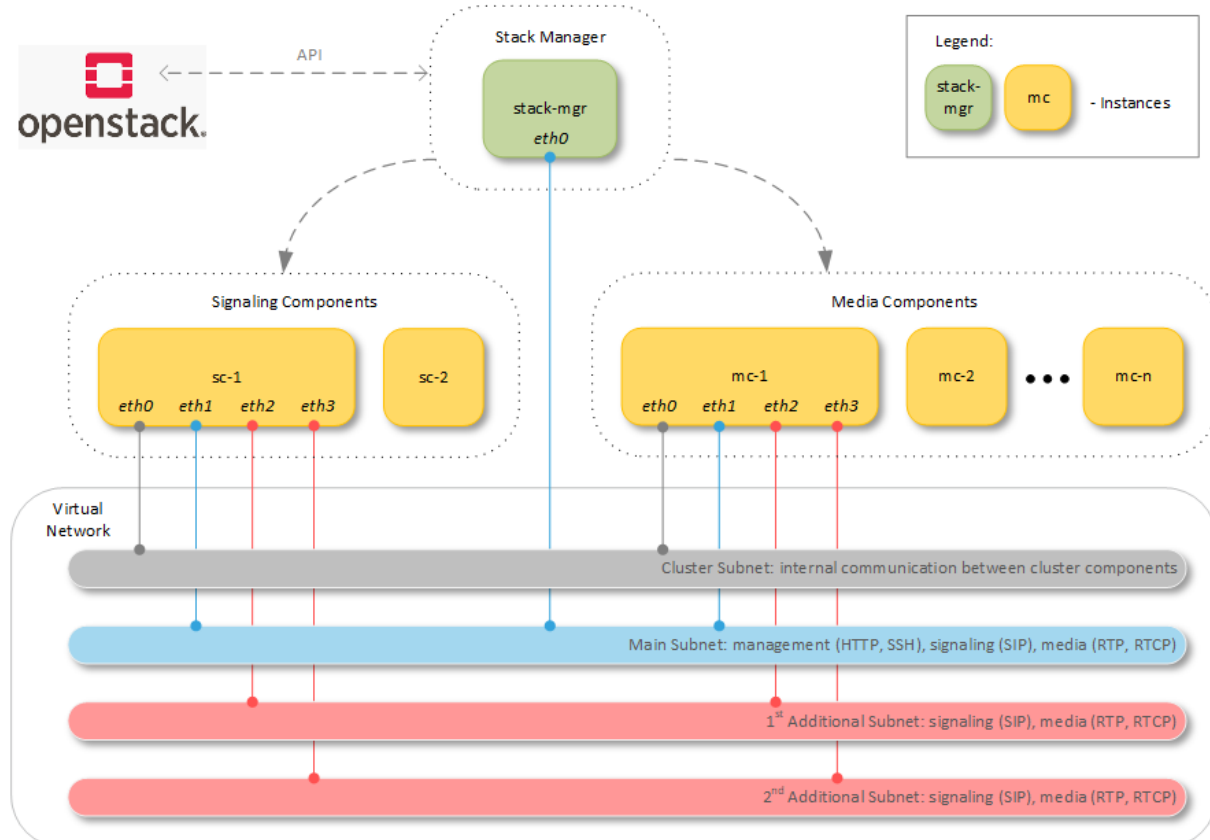 Stack Manager
API
openstack.
stack-mgr
eth0
Legend:
stack-
mgr
mc
- Instances
Signaling Components
sc-1
eth0 eth1 eth2 eth3
sc-2
Media Components
mc-1
eth0 eth1 eth2 eth3
mc-2
•••
mc-n
Virtual
Network
Cluster Subnet: internal communication between cluster components
Main Subnet: management (HTTP, SSH), signaling (SIP), media (RTP, RTCP)
1st Additional Subnet: signaling (SIP), media (RTP, RTCP)
2nd Additional Subnet: signaling (SIP), media (RTP, RTCP)